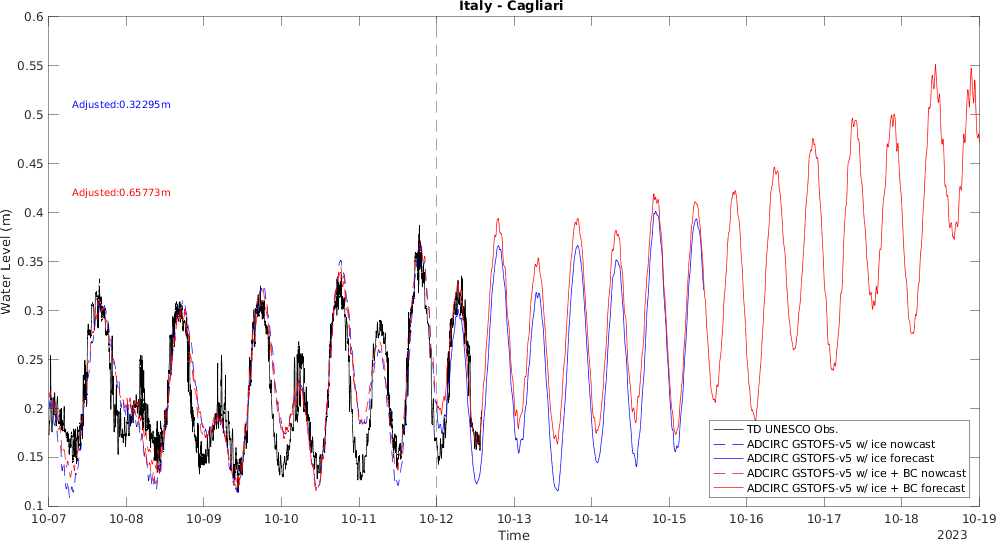 Italy - Cagliari
0.6
0.55
0.5
0.45
0.4
0.35
0.3
0.25
0.2
0.15
0.1
Water Level (m)
Adjusted:0.32295m
Adjusted:0.65773m
TD UNESCO Obs.
ADCIRC GSTOFS-v5 w/ ice nowcast
ADCIRC GSTOFS-v5 w/ ice forecast
ADCIRC GSTOFS-v5 w/ ice + BC nowcast
ADCIRC GSTOFS-v5 w/ ice + BC forecast
10-07 10-08 10-09 10-10 10-11 10-12 10-13 10-14 10-15 10-16 10-17 10-18 10-19
Time
2023